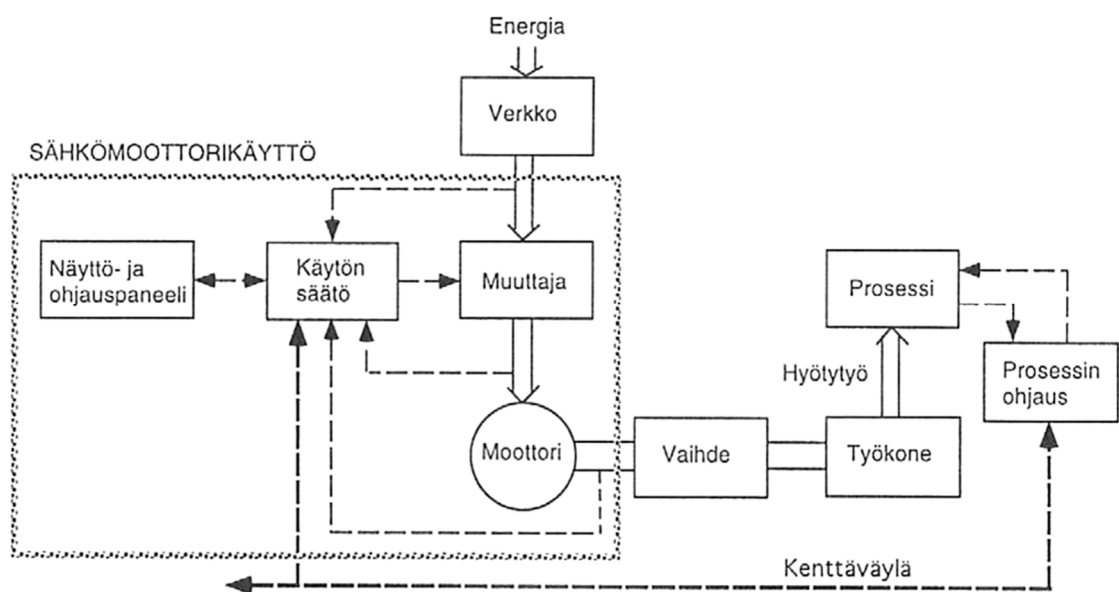 Energia
Verkko
SÄHKÖMOOTTORIKÄYTTÖ
Näyttö- ja
ohjauspaneeli
Käytön
säätö
Muuttaja
Prosessi
Hyötytyö
Prosessin
ohjaus
Moottori
Vaihde
Työkone
Kenttäväylä